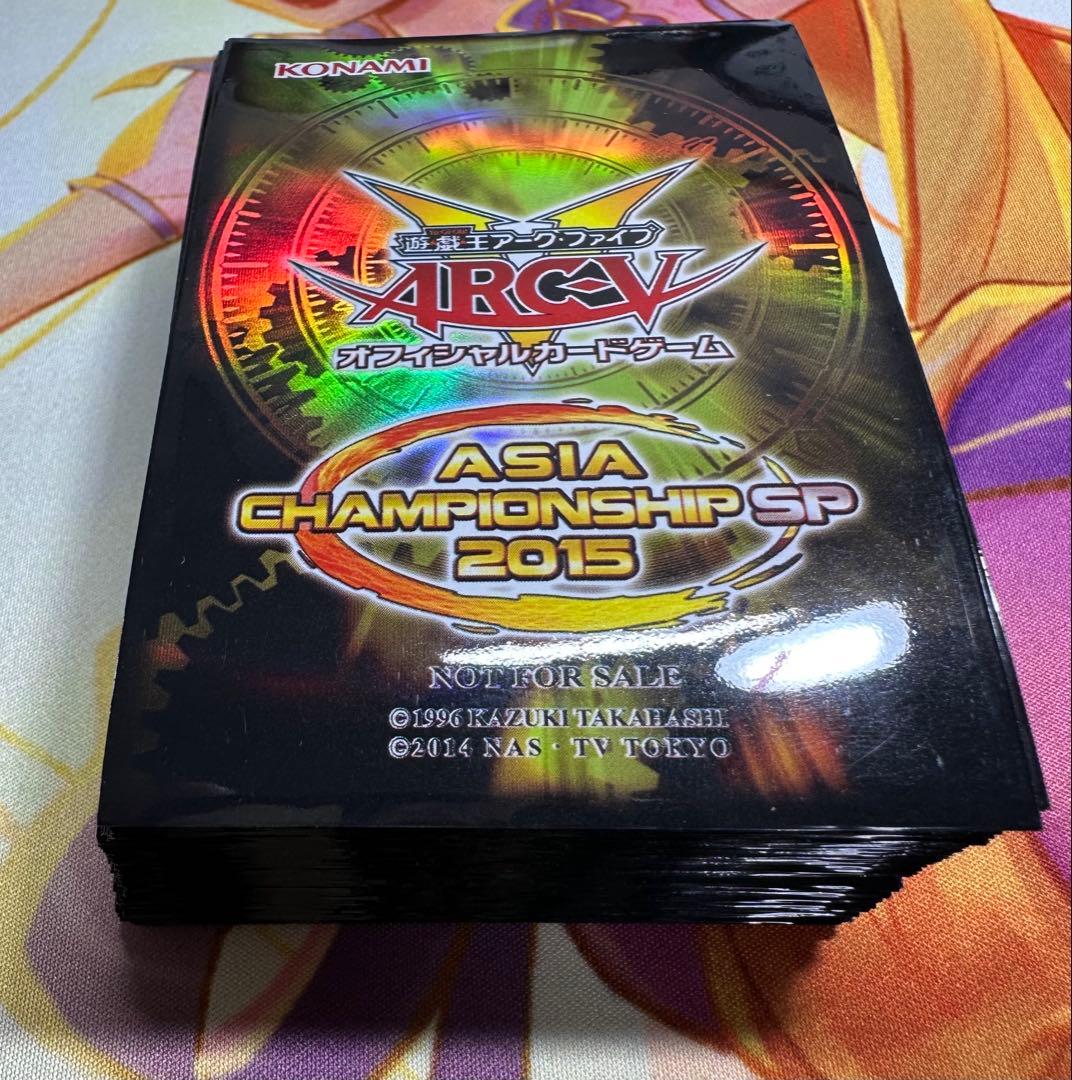 KONAMI
遊☆戯☆王アーク・ファイブ
ARC-V
オフィシャルカードゲーム
ASIA
CHAMPIONSHIP SP
2015
NOT FOR SALE
©1996 KAZUKI TAKAHASHI
©2014 NAS・TV TOKYO